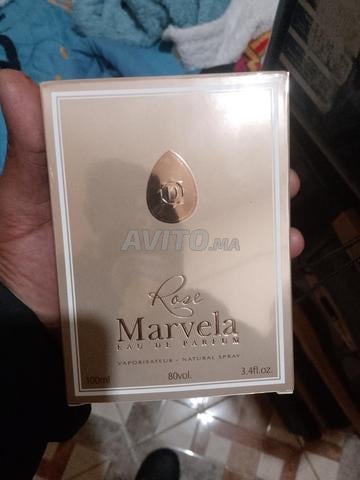 AVITO.MA
Rose
Marvela
EAU DE PARFUM
VAPORISATEUR - NATURAL SPRAY
100ml 80vol. 3.4fl.oz.